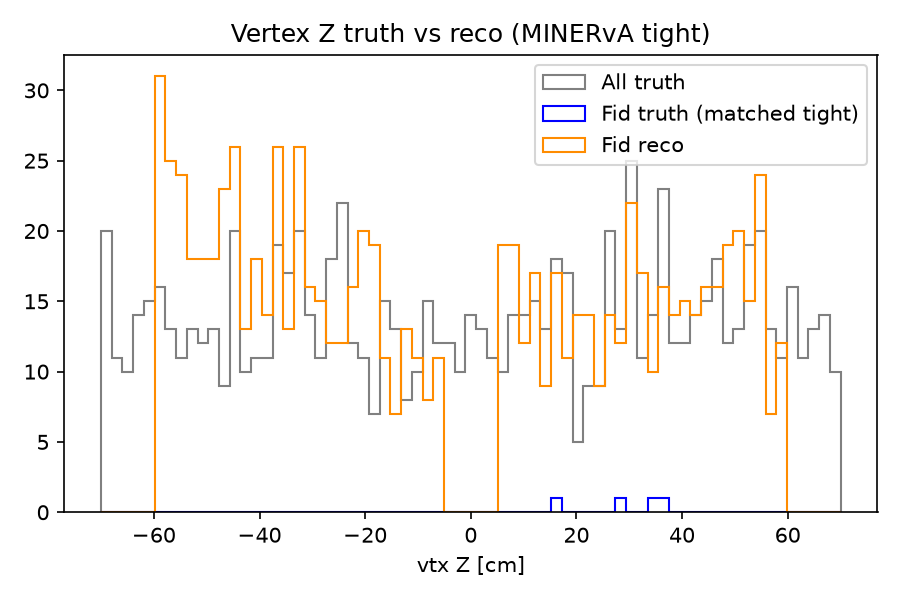 Vertex Z truth vs reco (MINERvA tight)
All truth
Fid truth (matched tight)
Fid reco
30
25
20
15
10
5
0
−60 −40 −20 0 20 40 60
vtx Z [cm]